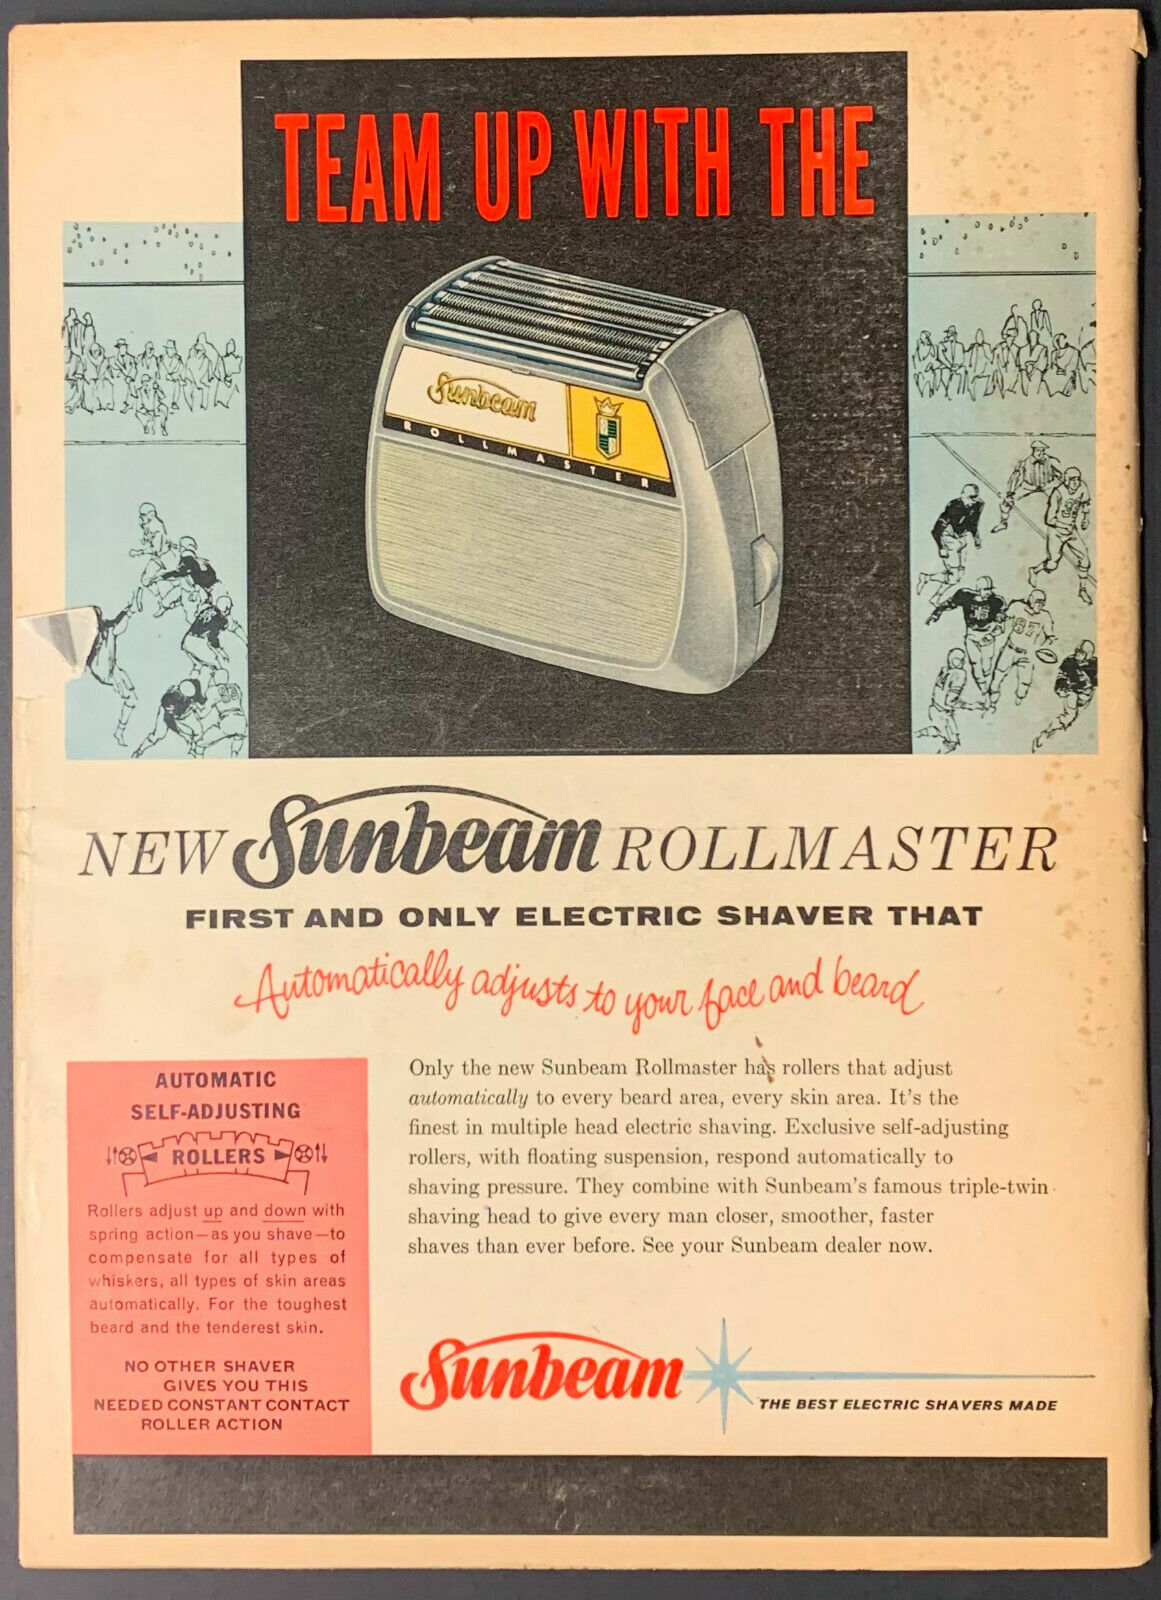 TEAM UP WITH THE
Sunbeam
ROLLMASTER
35
67
NEW Sunbeam ROLLMASTER
FIRST AND ONLY ELECTRIC SHAVER THAT
Automatically adjusts to your face and beard
AUTOMATIC
SELF-ADJUSTING
ROLLERS
Rollers adjust up and down with
spring action—as you shave—to
compensate for all types of
whiskers, all types of skin areas
automatically. For the toughest
beard and the tenderest skin.
NO OTHER SHAVER
GIVES YOU THIS
NEEDED CONSTANT CONTACT
ROLLER ACTION
Only the new Sunbeam Rollmaster has rollers that adjust
automatically to every beard area, every skin area. It's the
finest in multiple head electric shaving. Exclusive self-adjusting
rollers, with floating suspension, respond automatically to
shaving pressure. They combine with Sunbeam's famous triple-twin
shaving head to give every man closer, smoother, faster
shaves than ever before. See your Sunbeam dealer now.
Sunbeam
THE BEST ELECTRIC SHAVERS MADE